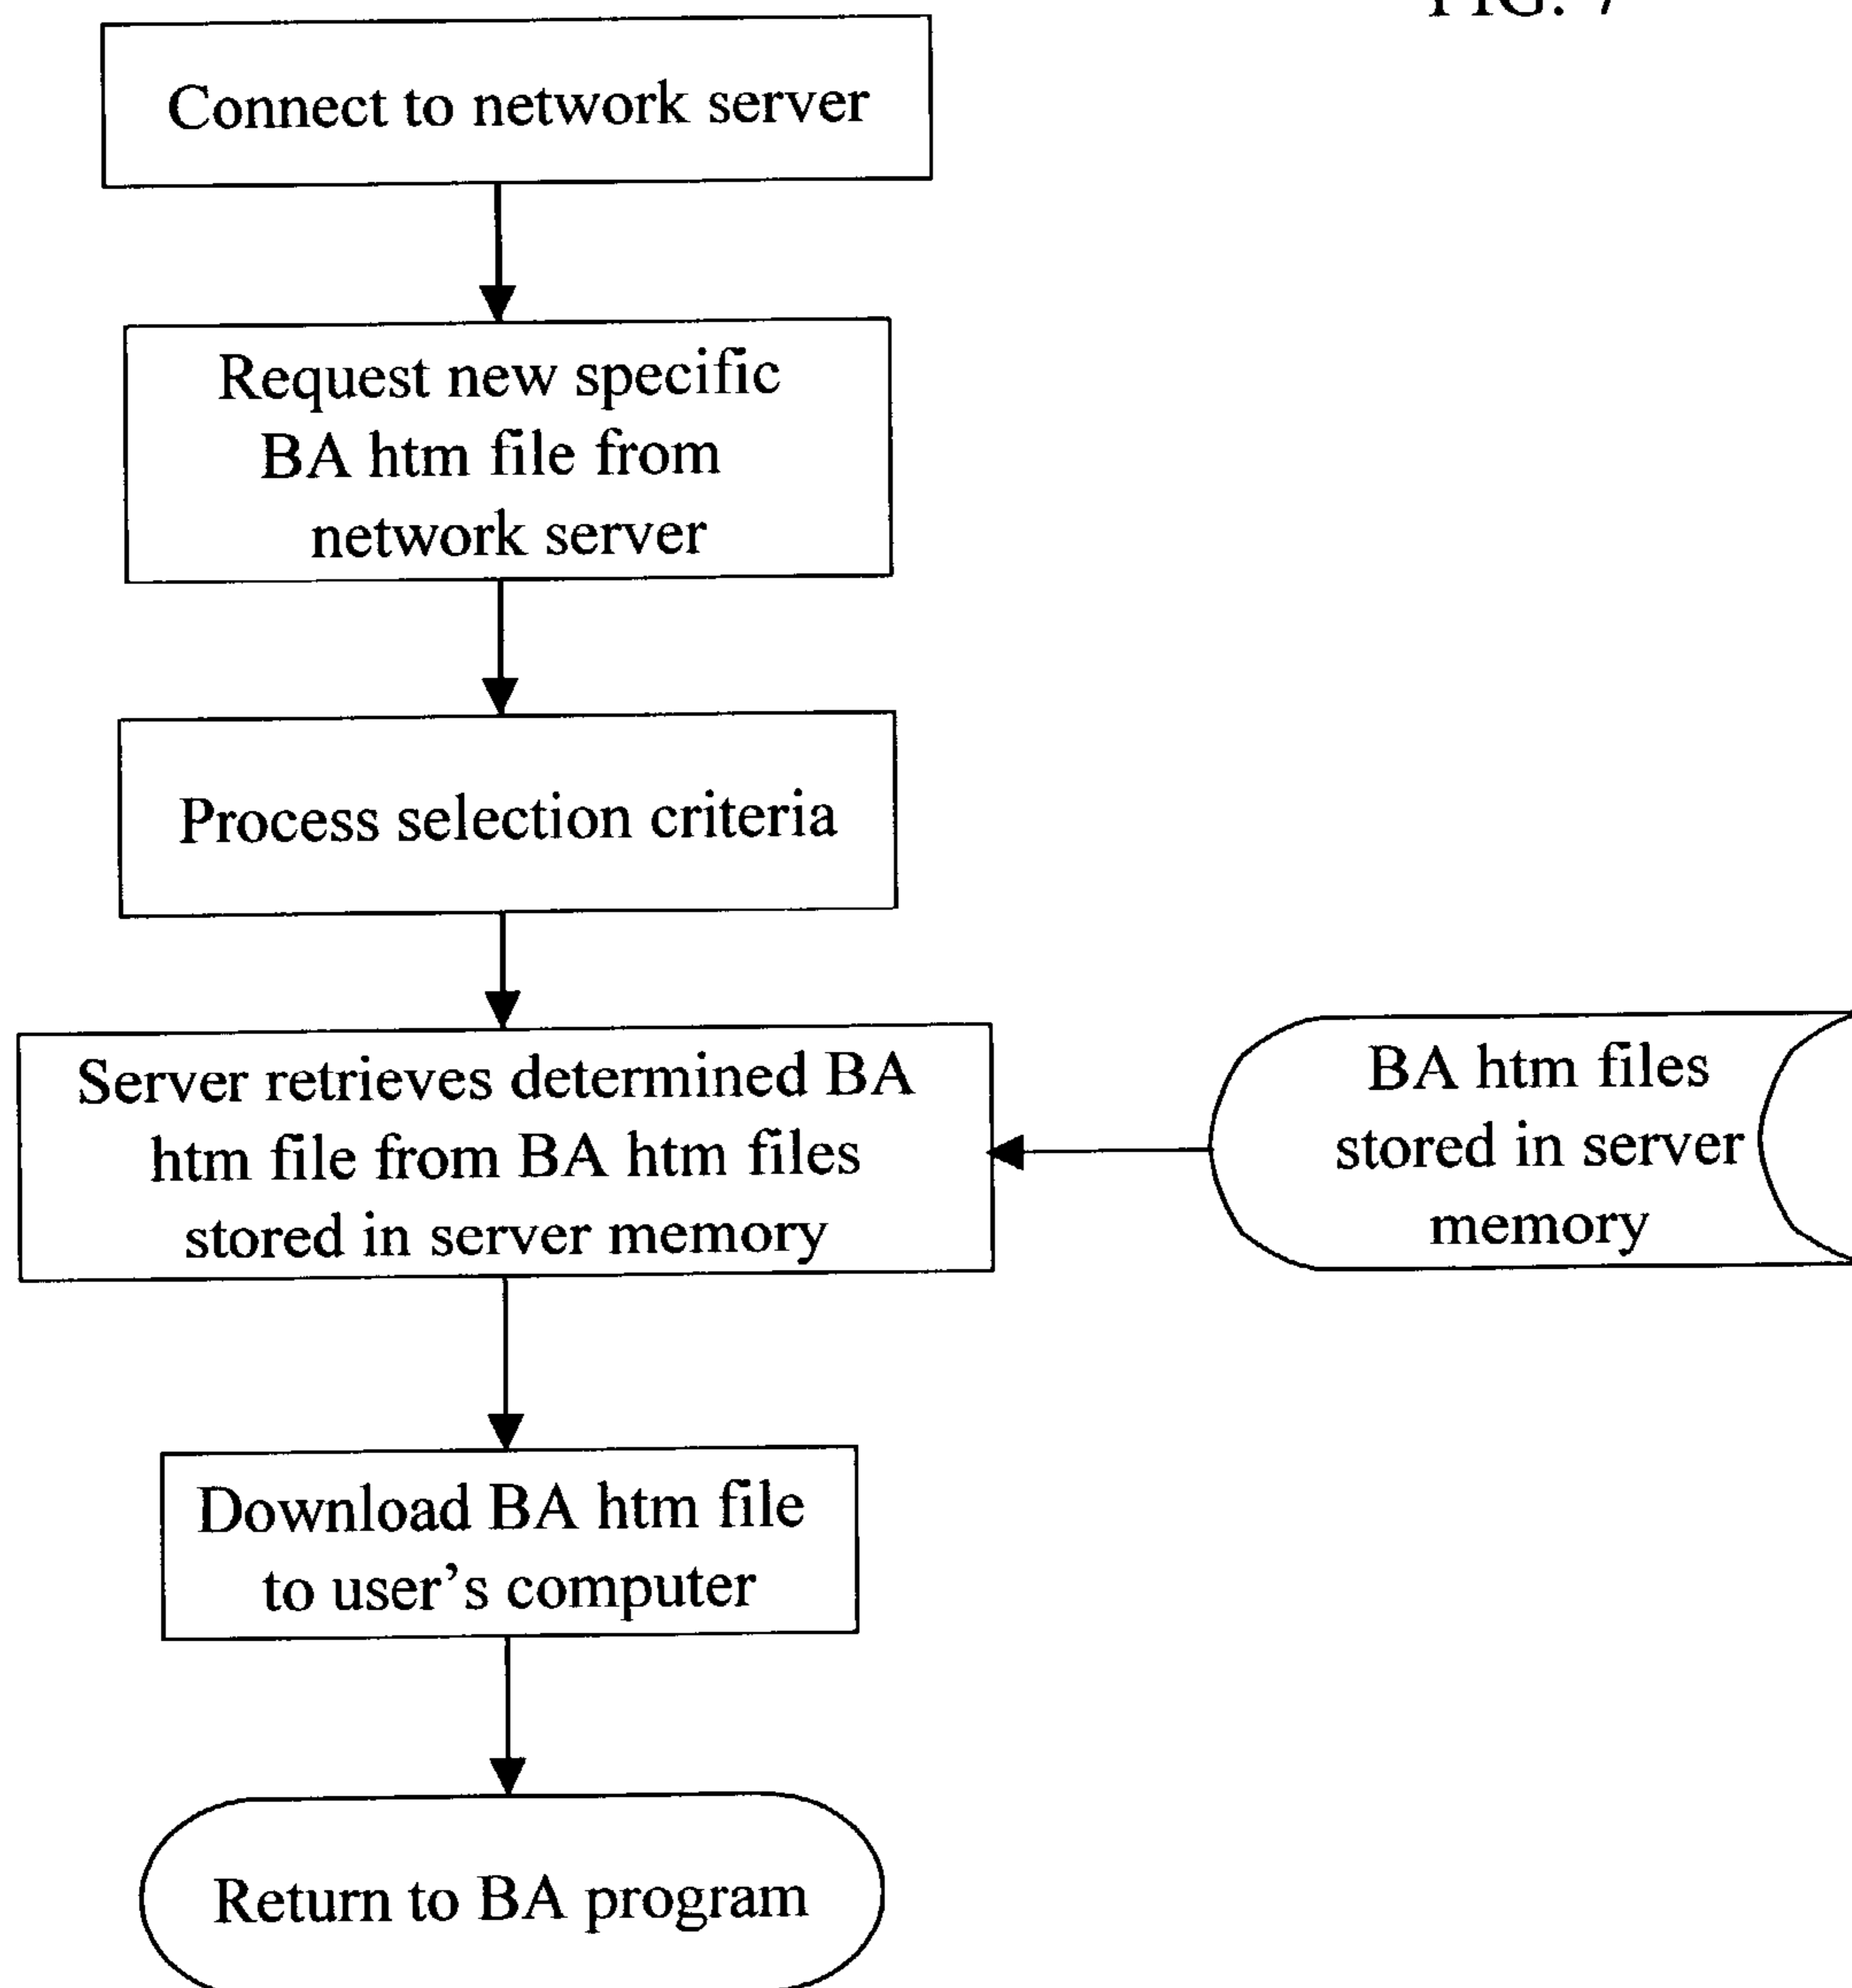 FIG. 7
Connect to network server
Request new specific
BA htm file from
network server
Process selection criteria
Server retrieves determined BA
htm file from BA htm files
stored in server memory
BA htm files
stored in server
memory
Download BA htm file
to user's computer
Return to BA program